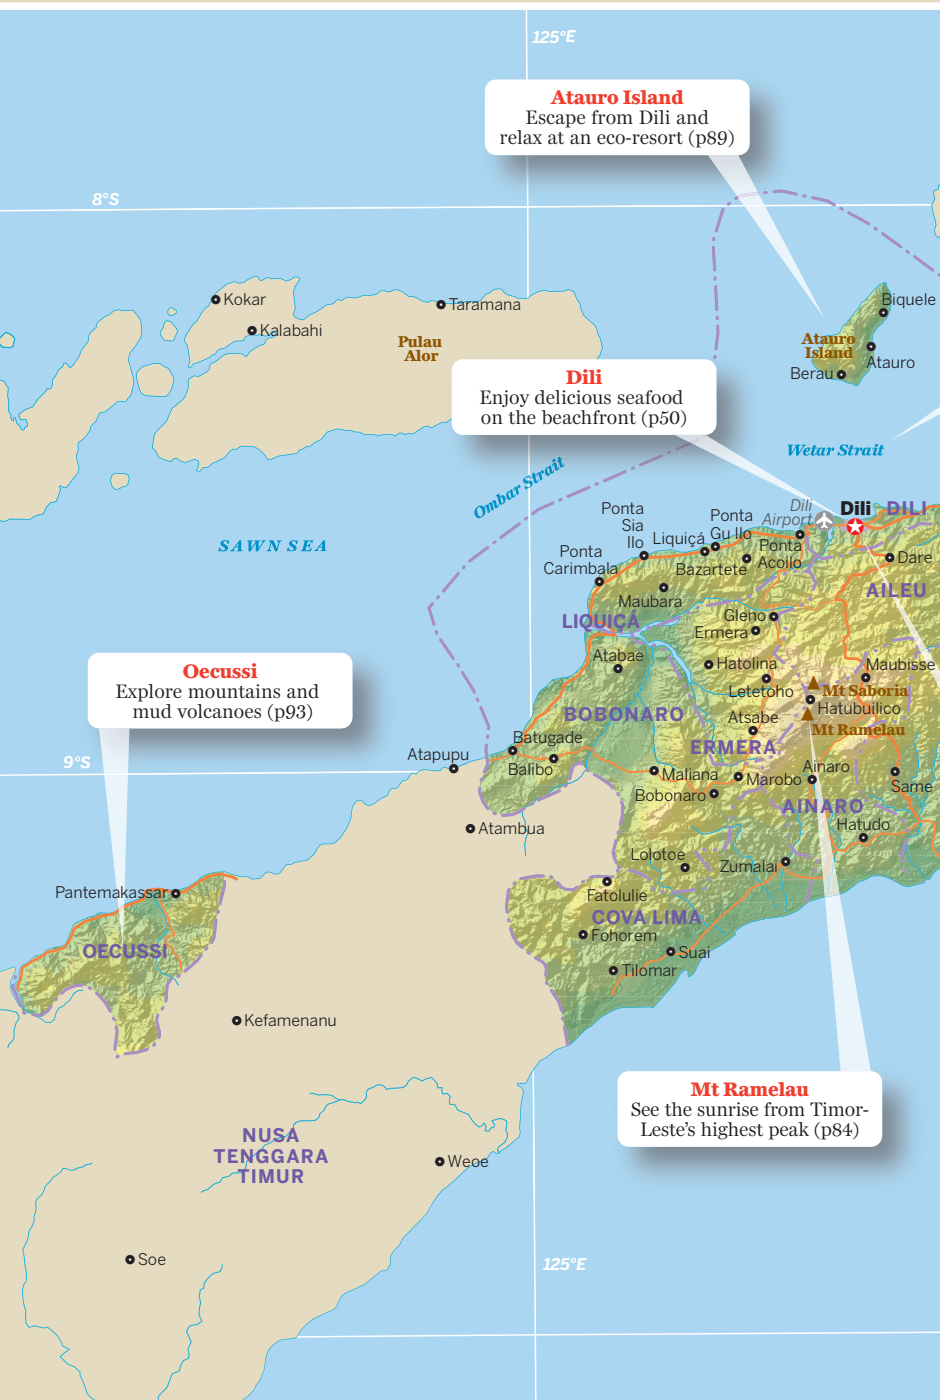 125°E
Atauro Island
Escape from Dili and
relax at an eco-resort (p89)
8°S
Kokar
Kalabahi
Taramana
Pulau
Alor
Biquele
Atauro
Island
Atauro
Berau
Dili
Enjoy delicious seafood
on the beachfront (p50)
Wetar Strait
Ombar Strait
SAWN SEA
Dili
Airport
Dili
DILI
Ponta
Sia
Ilo
Liquiçá
Ponta
Gu Ilo
Ponta
Acollo
Bazartete
Dare
Ponta
Carimbala
Maubara
AILEU
LIQUIÇÁ
Gleno
Ermera
Atabae
Hatolina
Letetoho
Maubisse
Mt Saboria
Hatubuilico
Mt Ramelau
Oecussi
Explore mountains and
mud volcanoes (p93)
BOBONARO
Atsabe
ERMERA
Batugade
Balibo
Atapupu
9°S
Maliana
Marobo
Ainaro
Same
Bobonaro
AINARO
Hatudo
Atambua
Lolotoe
Zumalai
Pantemakassar
Fatolulie
COVA LIMA
Fohorem
OECUSSI
Suai
Tilomar
Kefamenanu
Mt Ramelau
See the sunrise from Timor-
Leste's highest peak (p84)
NUSA
TENGGARA
TIMUR
Weoe
Soe
125°E